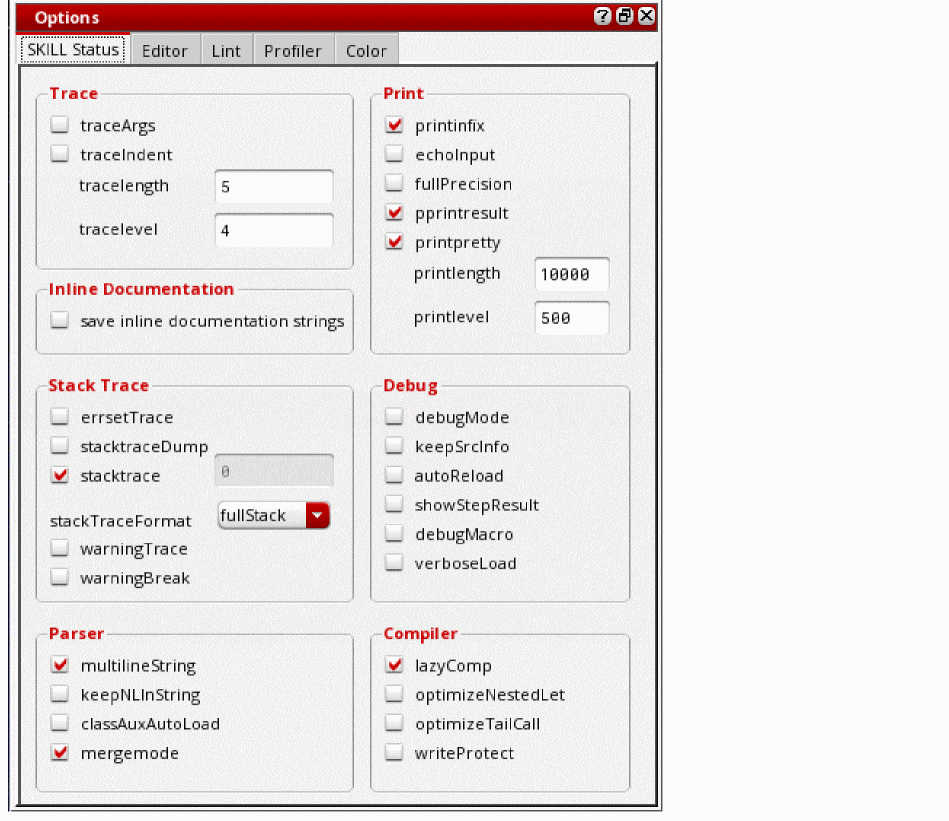 Options
SKILL Status Editor Lint Profiler Color
Trace
traceArgs
traceIndent
tracelength 5
tracelevel 4
Print
printinfix
echoInput
fullPrecision
pprintresult
printpretty
printlength 10000
printlevel 500
Inline Documentation
save inline documentation strings
Stack Trace
errsetTrace
stacktraceDump
stacktrace 0
stackTraceFormat fullStack
warningTrace
warningBreak
Debug
debugMode
keepSrcInfo
autoReload
showStepResult
debugMacro
verboseLoad
Parser
multilineString
keepNLInString
classAuxAutoLoad
mergemode
Compiler
lazyComp
optimizeNestedLet
optimizeTailCall
writeProtect